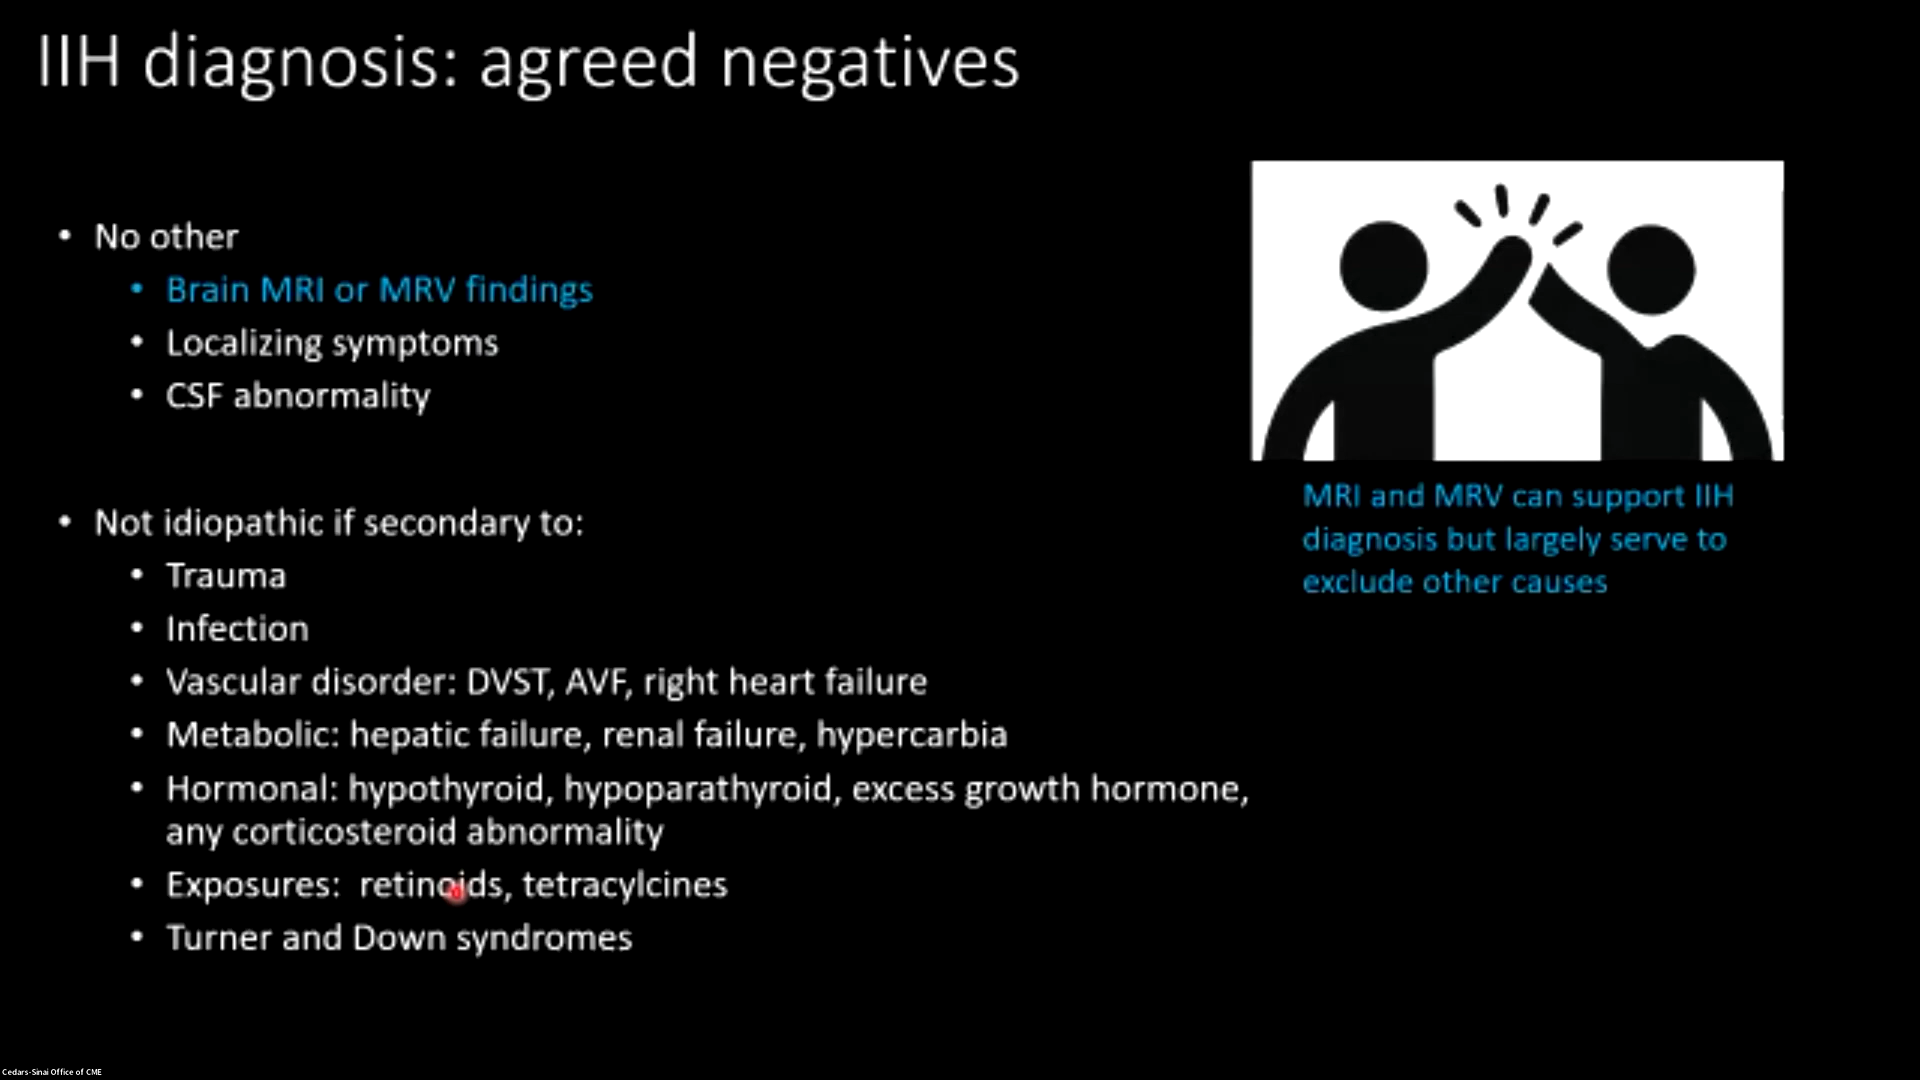 IIH diagnosis: agreed negatives
• No other
• Brain MRI or MRV findings
• Localizing symptoms
• CSF abnormality
• Not idiopathic if secondary to:
• Trauma
• Infection
• Vascular disorder: DVST, AVF, right heart failure
• Metabolic: hepatic failure, renal failure, hypercarbia
• Hormonal: hypothyroid, hypoparathyroid, excess growth hormone,
any corticosteroid abnormality
• Exposures: retinoids, tetracylcines
• Turner and Down syndromes
MRI and MRV can support IIH
diagnosis but largely serve to
exclude other causes
Cedars-Sinai Office of CME